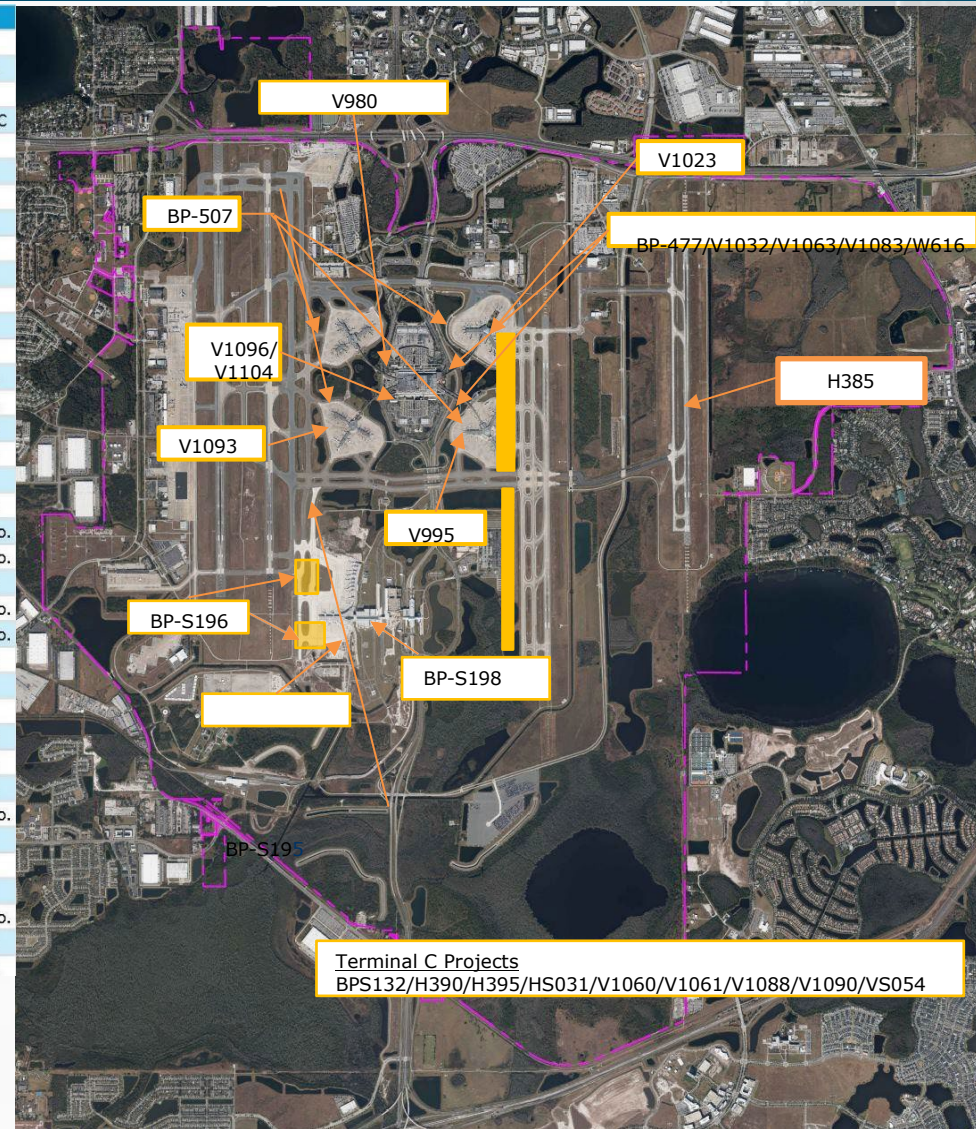 C
V980
V1023
BP-507
BP-477/V1032/V1063/V1083/W616
V1096/
V1104
H385
V1093
V995
o.
o.
BP-S196
o.
o.
BP-S198
o.
BP-S195
o.
Terminal C Projects
BPS132/H390/H395/HS031/V1060/V1061/V1088/V1090/VS054